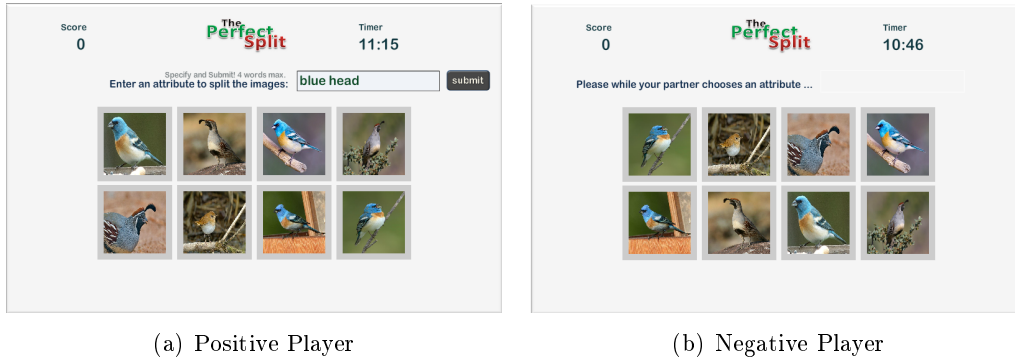 Score
0
The
Perfect
Split
Timer
11:15
Specify and Submit! 4 words max.
Enter an attribute to split the images:
blue head
submit
(a) Positive Player
Score
0
The
Perfect
Split
Timer
10:46
Please while your partner chooses an attribute ...
(b) Negative Player